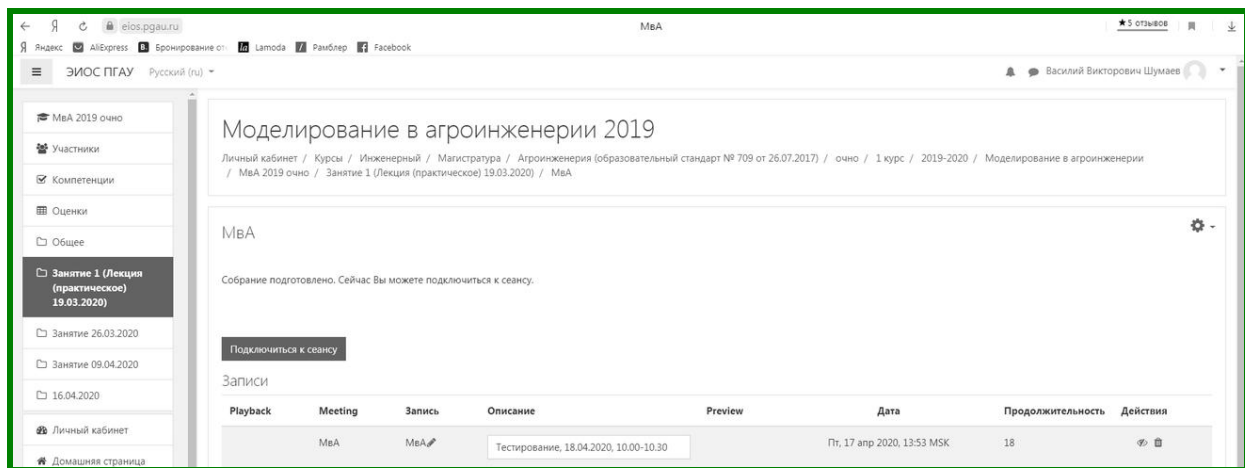 eios.pgau.ru
МвА
★5 отзывов
Яндекс AliExpress Бронирование от Lamoda Рамблер Facebook
ЭИОС ПГАУ Русский (ru)
Василий Викторович Шумаев
МвА 2019 очно
Участники
Компетенции
Оценки
Общее
Занятие 1 (Лекция
(практическое)
19.03.2020)
Занятие 26.03.2020
Занятие 09.04.2020
16.04.2020
Личный кабинет
Домашняя страница
Моделирование в агроинженерии 2019
Личный кабинет / Курсы / Инженерный / Магистратура / Агроинженерия (образовательный стандарт № 709 от 26.07.2017) / очно / 1 курс / 2019-2020 / Моделирование в агроинженерии
/ МвА 2019 очно / Занятие 1 (Лекция (практическое) 19.03.2020) / МвА
МвА
Собрание подготовлено. Сейчас Вы можете подключиться к сеансу.
Подключиться к сеансу
Записи
Playback Meeting Запись Описание Preview Дата Продолжительность Действия
МвА МвА Тестирование, 18.04.2020, 10.00-10.30 Пт, 17 апр 2020, 13:53 MSK 18